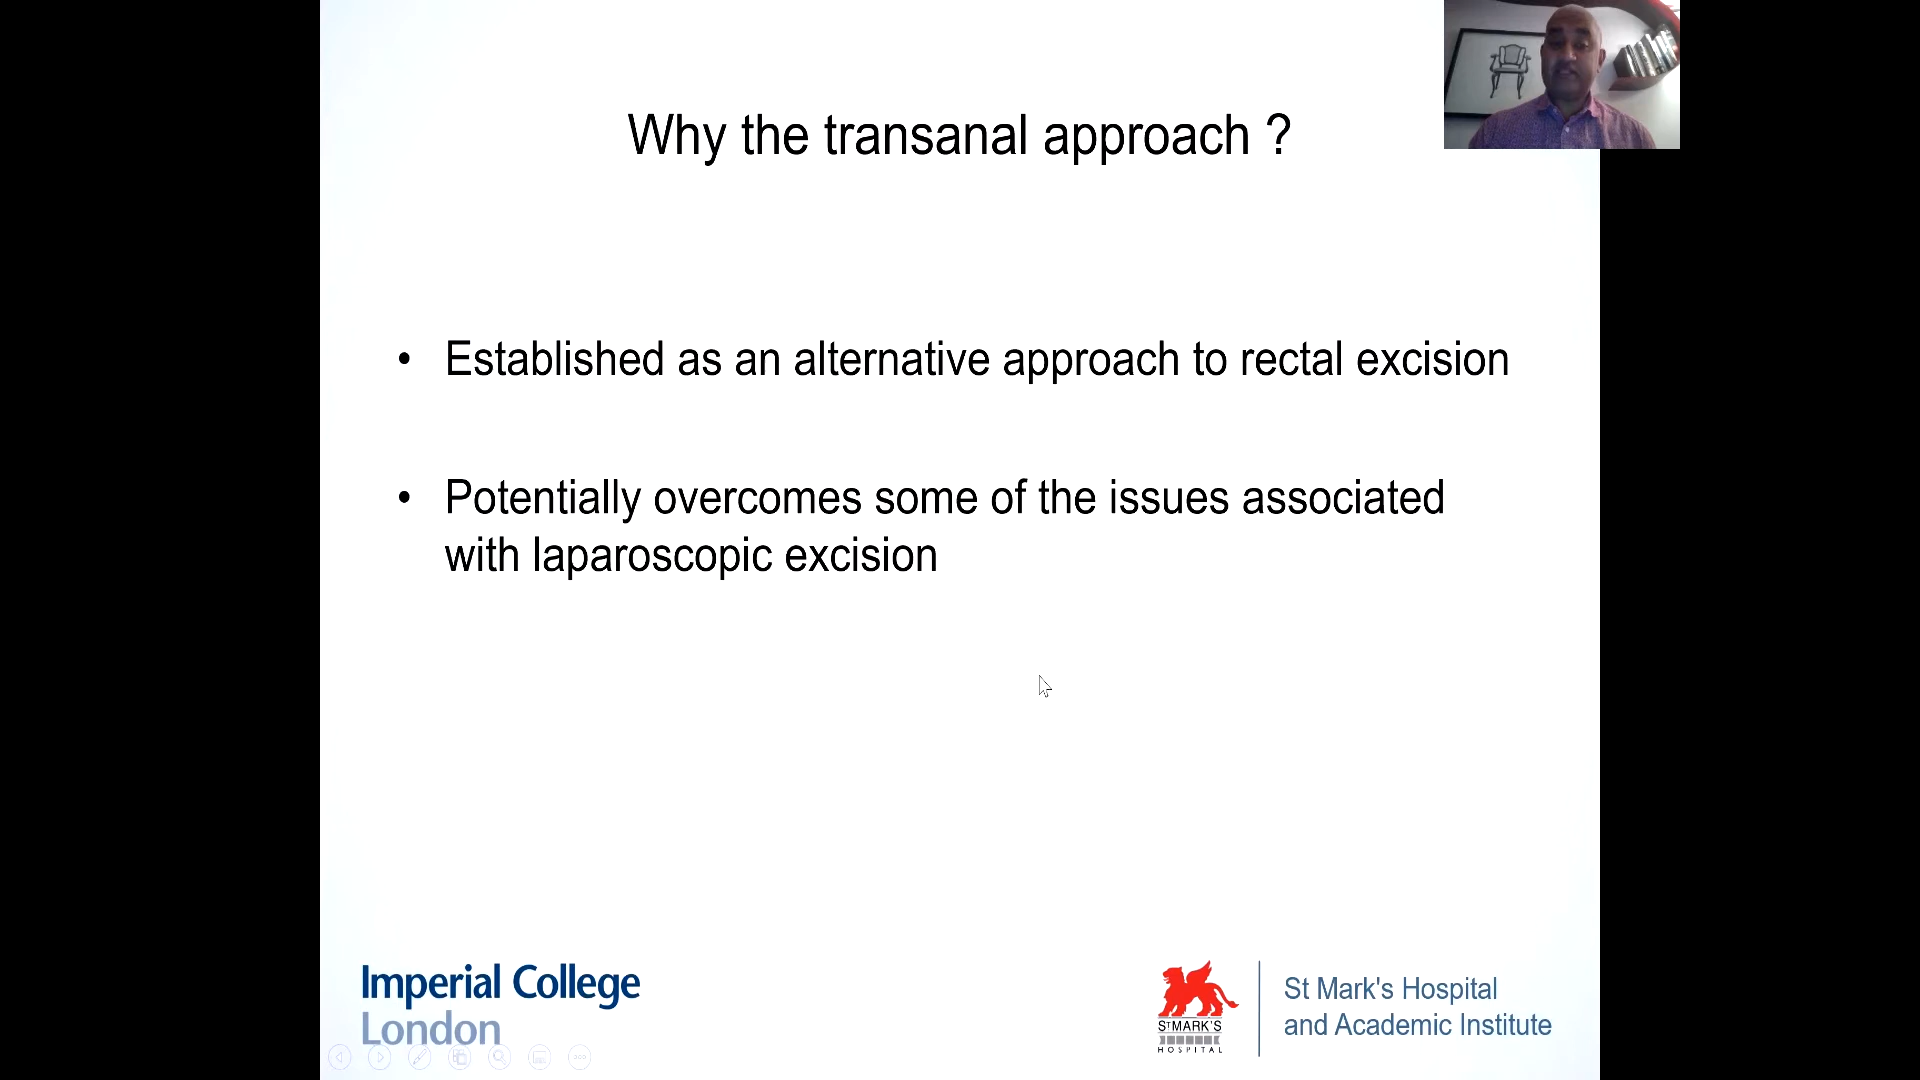 Why the transanal approach ?
• Established as an alternative approach to rectal excision
• Potentially overcomes some of the issues associated
with laparoscopic excision
Imperial College
London
ST MARK'S
HOSPITAL
St Mark's Hospital
and Academic Institute